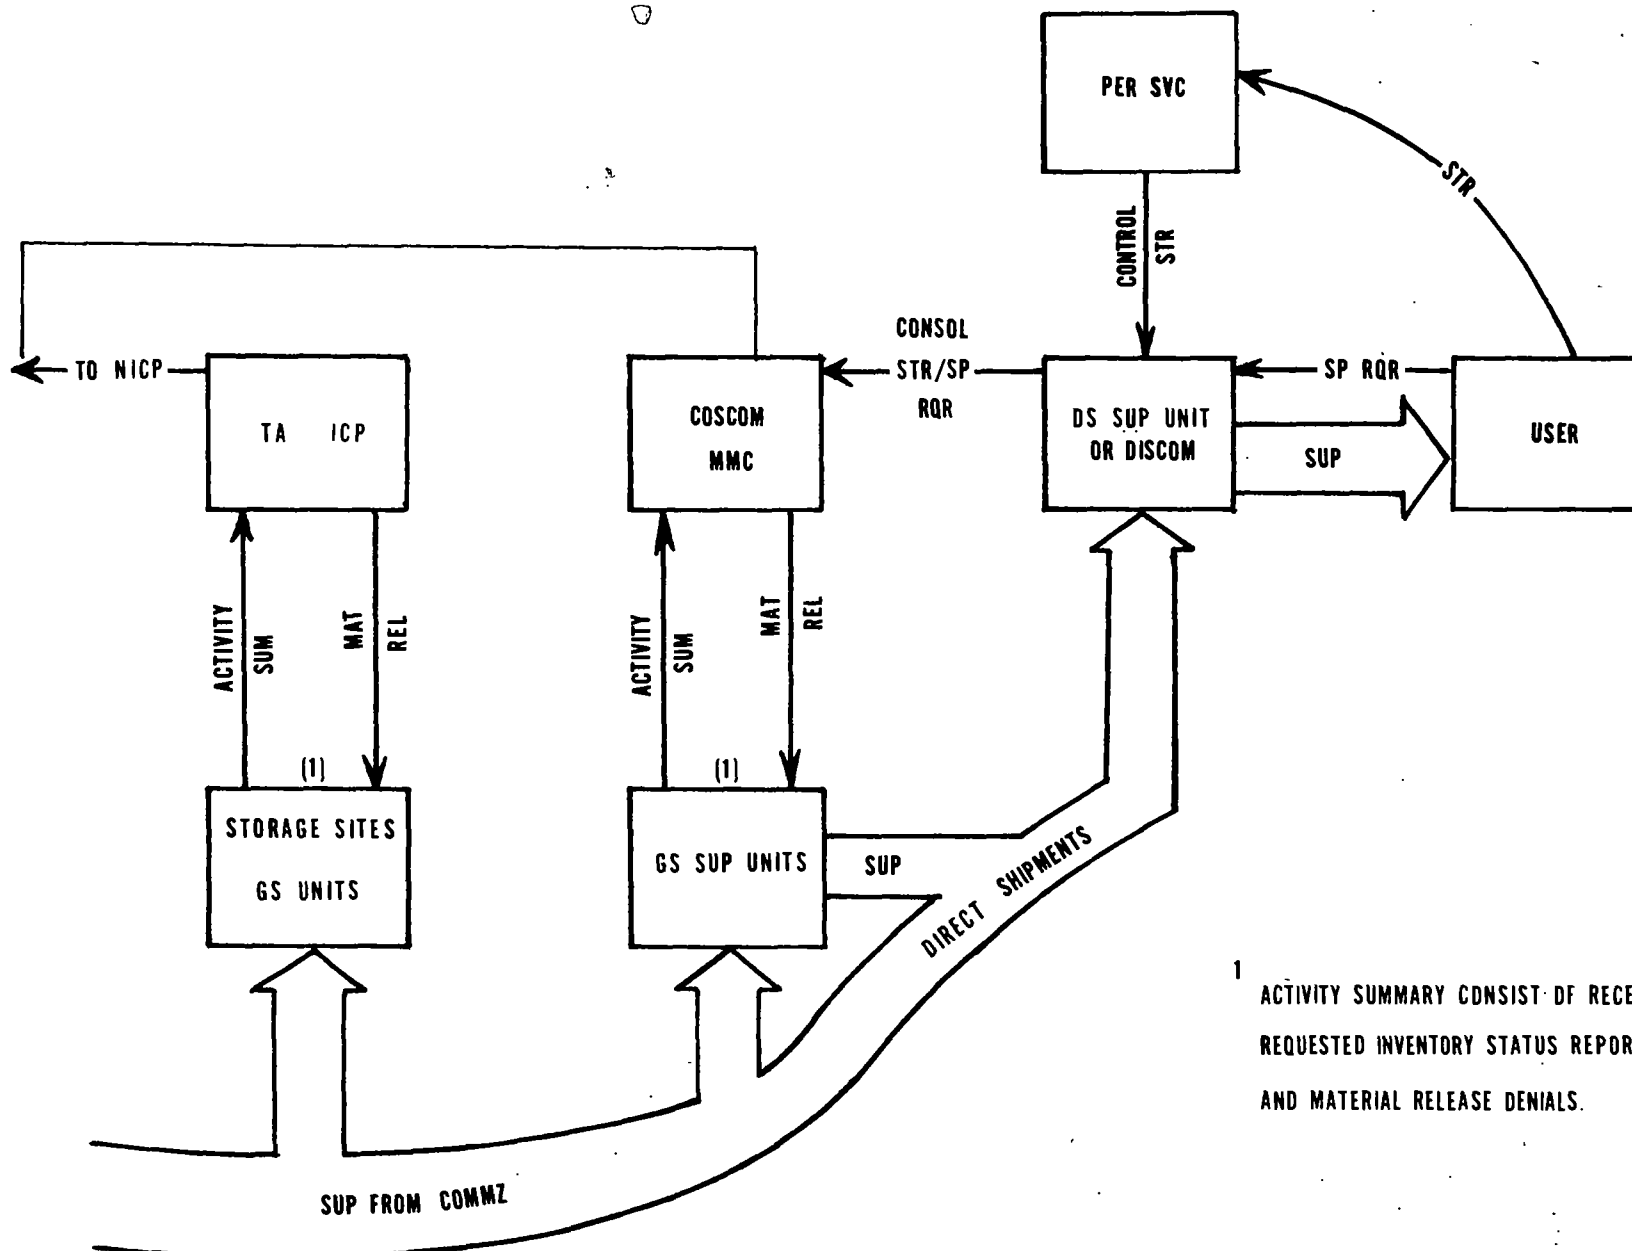 PER SVC
STR
CONTROL
STR
CONSOL
STR/SP
RQR
TO NICP
SP RQR
TA ICP
COSCOM
MMC
DS SUP UNIT
OR DISCOM
SUP
USER
ACTIVITY
SUM
MAT
REL
ACTIVITY
SUM
MAT
REL
(1)
(1)
STORAGE SITES
GS UNITS
GS SUP UNITS
SUP
DIRECT SHIPMENTS
SUP FROM COMMZ
1
ACTIVITY SUMMARY CONSIST OF RECE
REQUESTED INVENTORY STATUS REPOR
AND MATERIAL RELEASE DENIALS.